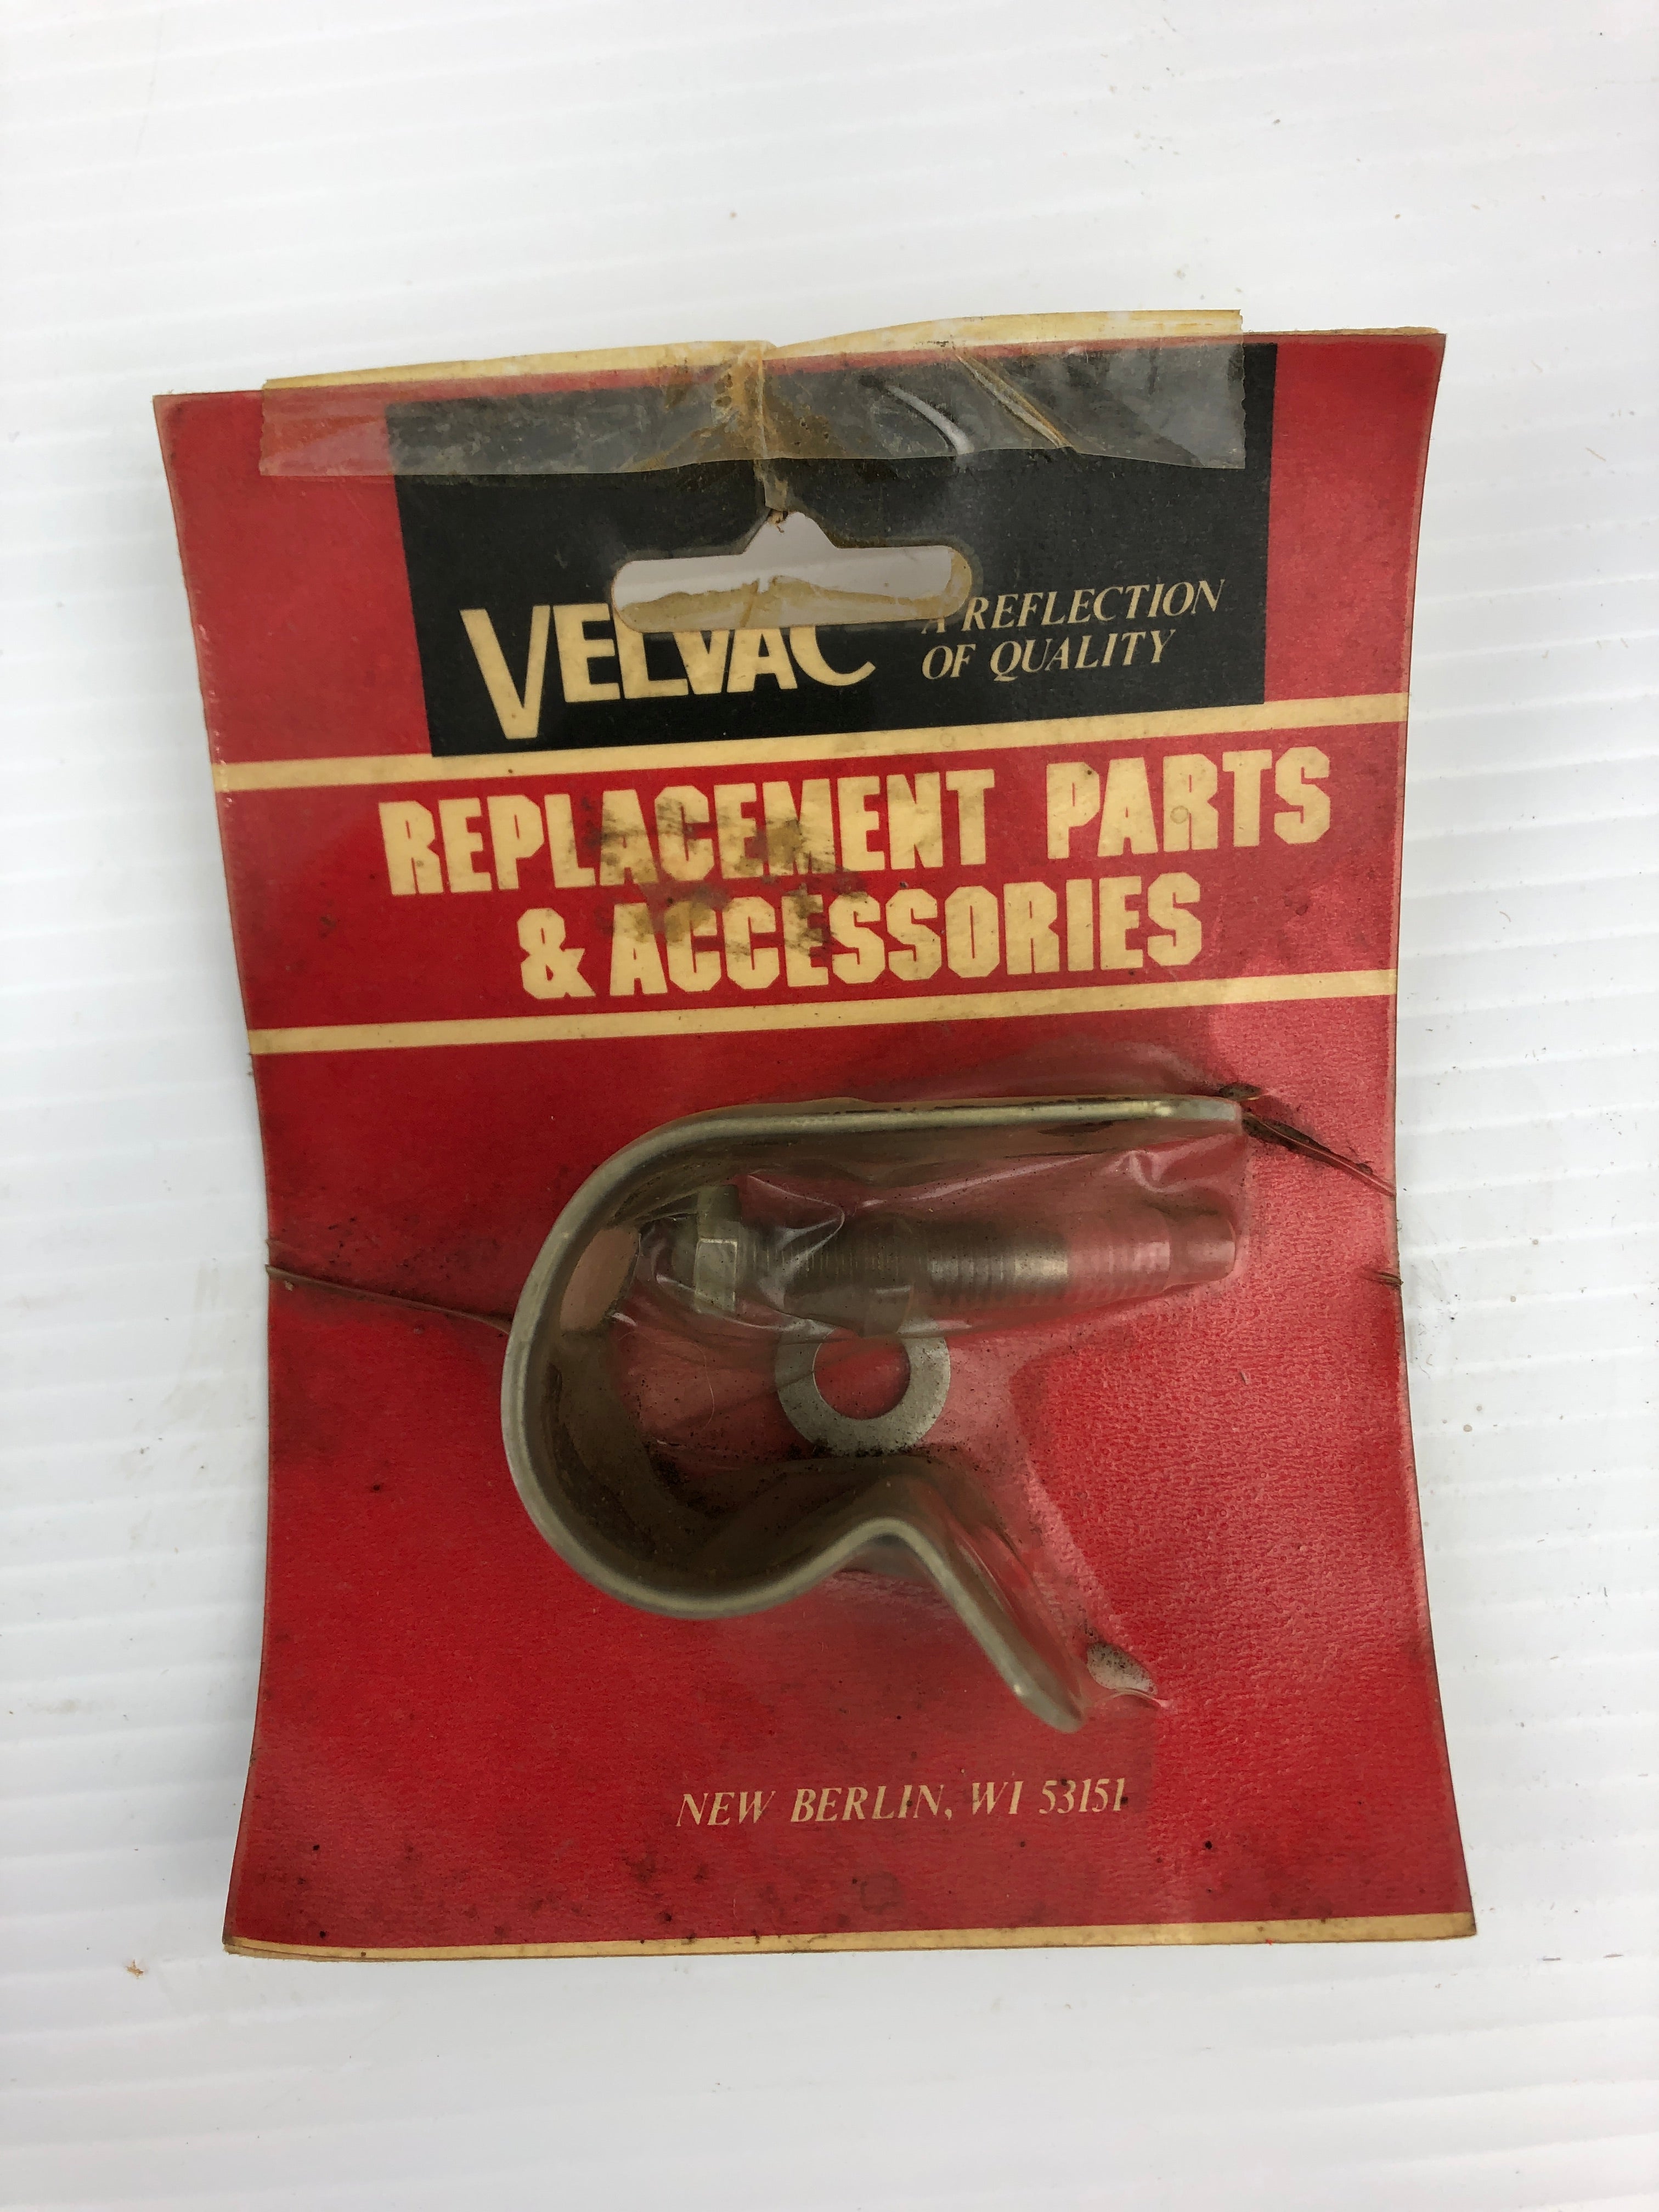 VELVAC
A REFLECTION
OF QUALITY
REPLACEMENT PARTS
& ACCESSORIES
NEW BERLIN, WI 53151